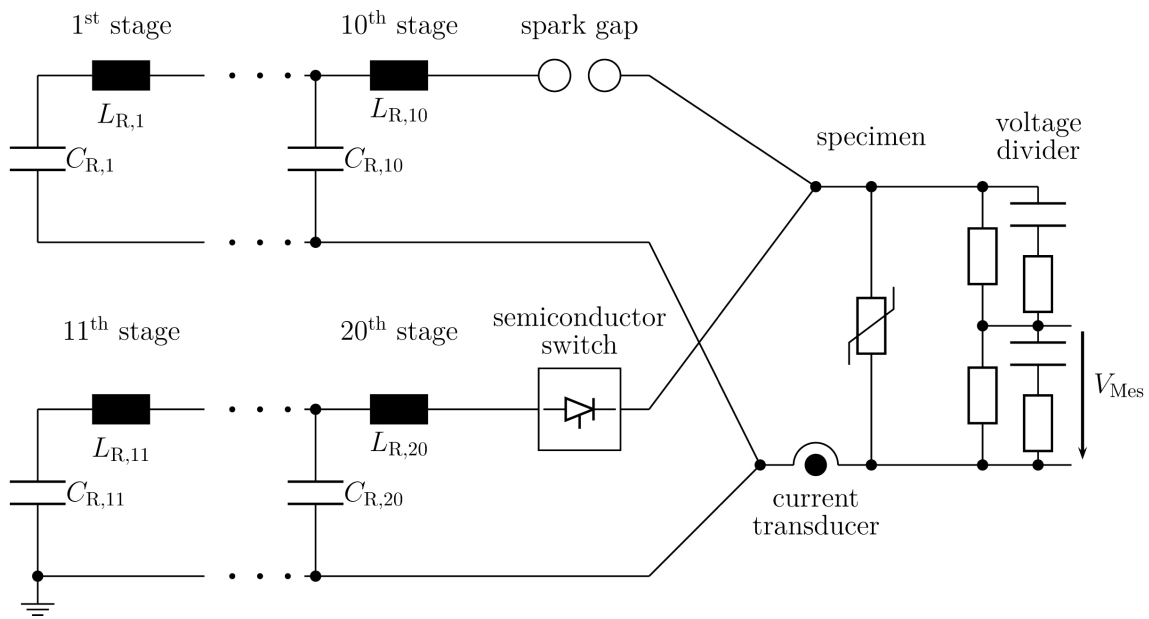 1st stage
10th stage
spark gap
LR,1
LR,10
CR,1
CR,10
specimen
voltage
divider
11th stage
20th stage
semiconductor
switch
LR,11
LR,20
CR,11
CR,20
VMes
current
transducer